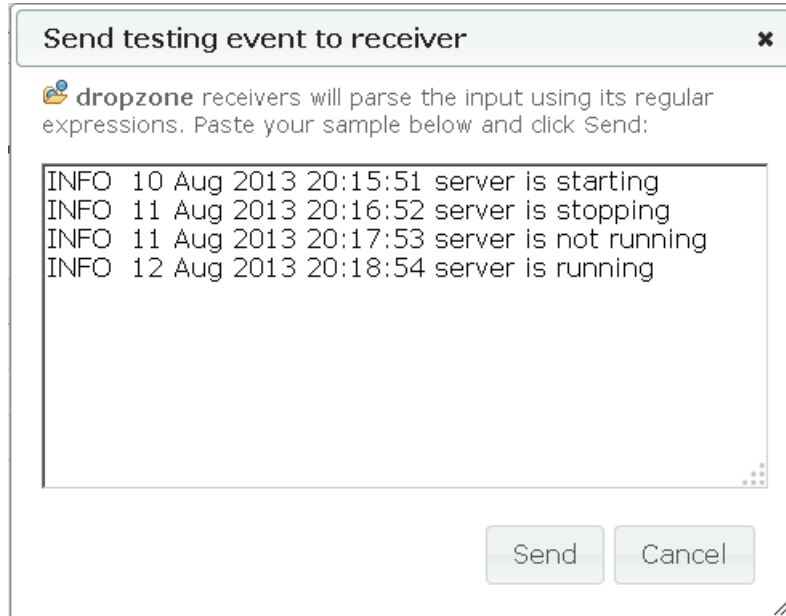 Send testing event to receiver
dropzone receivers will parse the input using its regular
expressions. Paste your sample below and click Send:
INFO  10 Aug 2013 20:15:51 server is starting
INFO  11 Aug 2013 20:16:52 server is stopping
INFO  11 Aug 2013 20:17:53 server is not running
INFO  12 Aug 2013 20:18:54 server is running
Send
Cancel